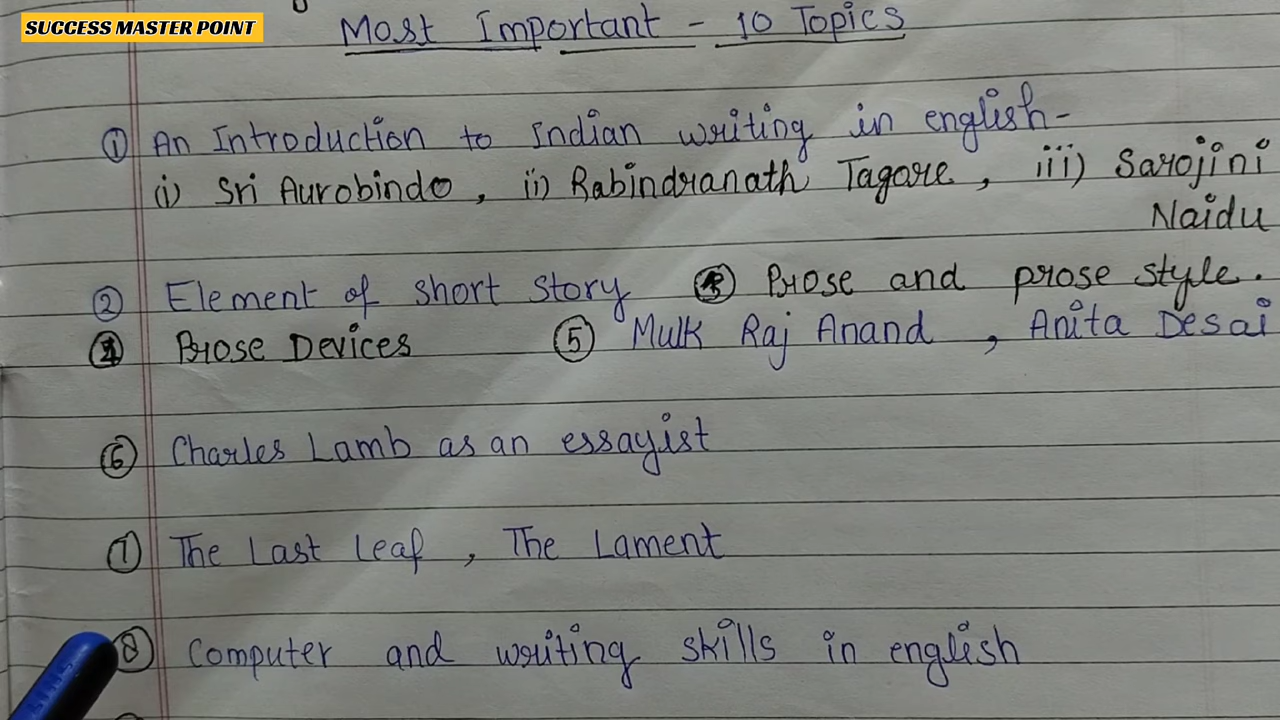 SUCCESS MASTER POINT
Most Important - 10 Topics
① An Introduction to Indian writing in english-
(i) Sri Aurobindo, ii) Rabindranath Tagore, iii) Sarojini
Naidu
② Element of short story ③ Prose and prose style.
④ Prose Devices ⑤ Mulk Raj Anand, Anita Desai
⑥ Charles Lamb as an essayist
⑦ The Last leaf, The Lament
⑧ Computer and writing skills in english